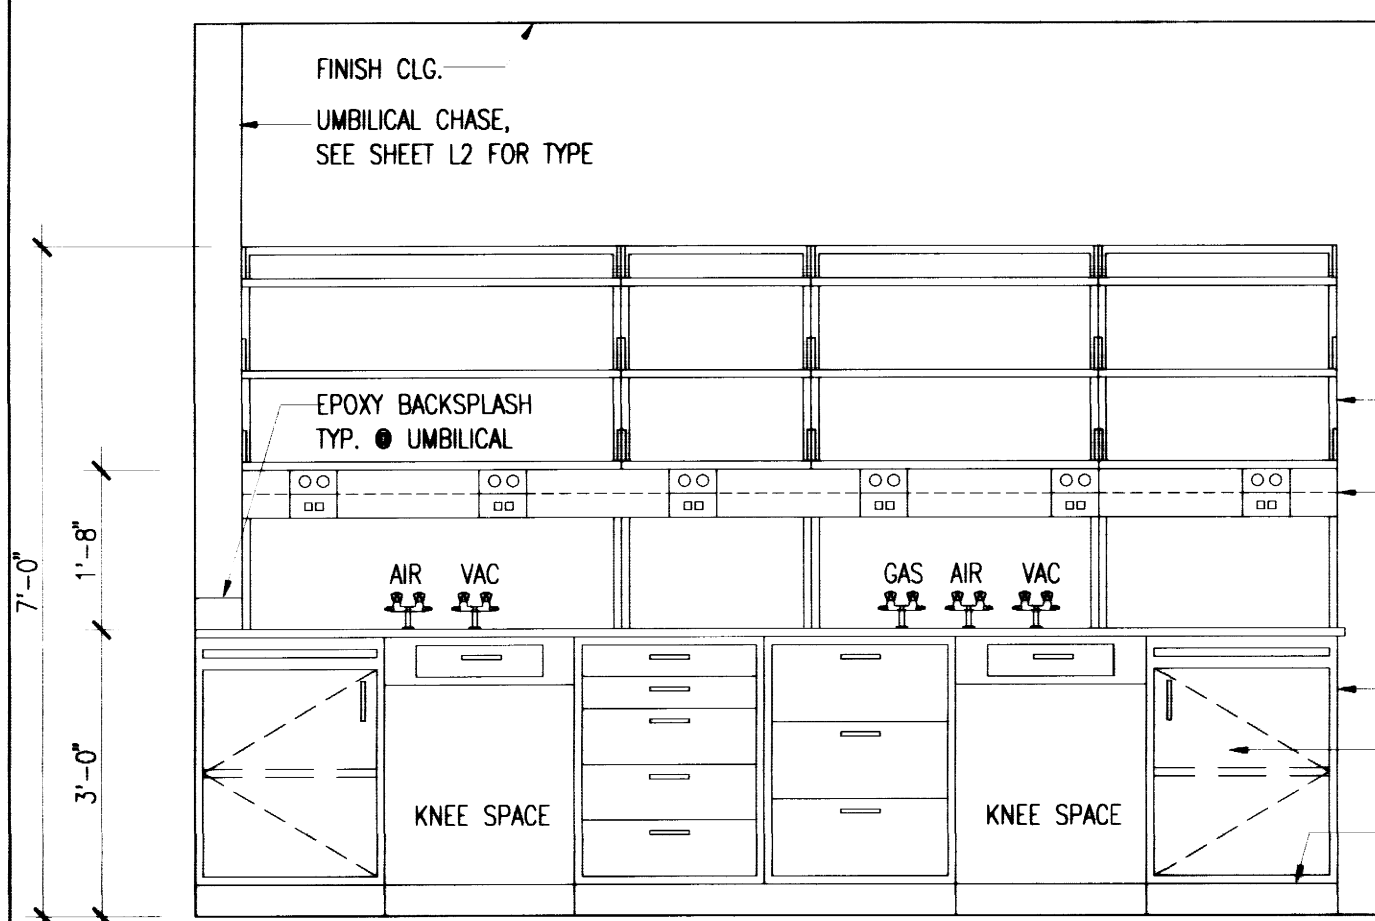 FINISH CLG.
UMBILICAL CHASE,
SEE SHEET L2 FOR TYPE
EPOXY BACKSPLASH
TYP. @ UMBILICAL
7'-0"
1'-8"
3'-0"
AIR VAC
GAS AIR VAC
KNEE SPACE
KNEE SPACE